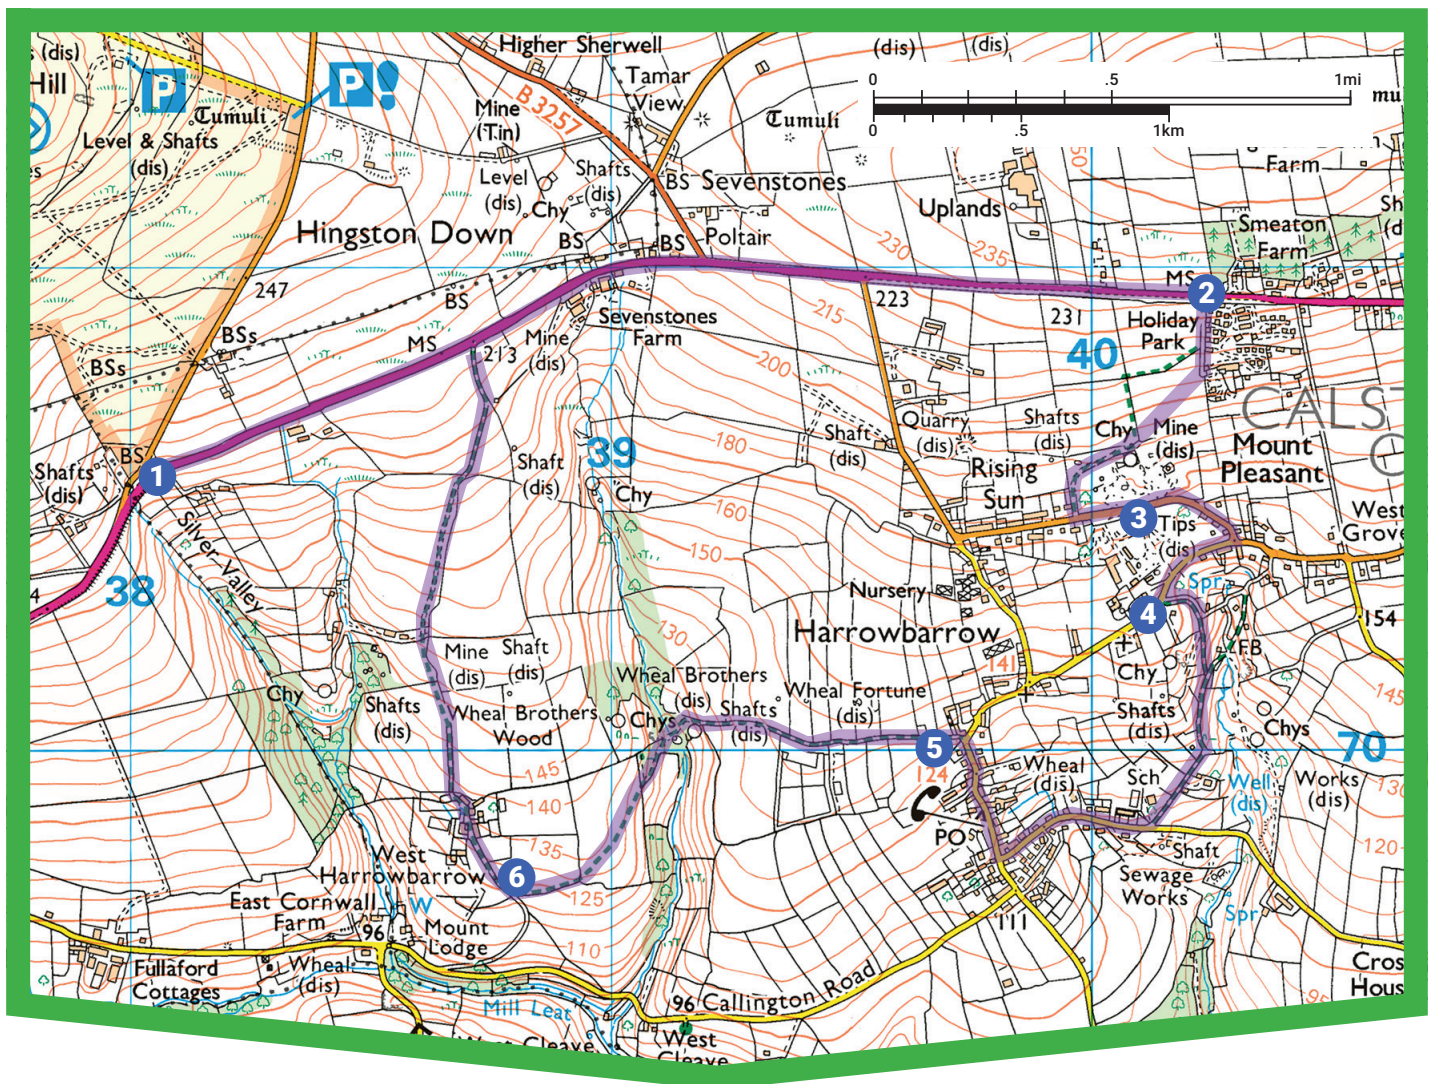 (dis)
Hill
P
P!
Tumuli
Level & Shafts
(dis)
Higher Sherwell
Tamar
View
B 3257
Mine
(Tin)
Tumuli
(dis)
(dis)
0
.5
1mi
0
.5
1km
50
Farm
Level
(dis)
Shafts
(dis)
Chy
BS
Sevenstones
Uplands
Smeaton
Farm
Hingston Down
BS
BS
Poltair
230
235
MS
2
247
BS
223
231
Holiday
Park
BSs
MS
213
Mine
(dis)
Sevenstones
Farm
215
200
40
BSs
CALS
Quarry
(dis)
Shafts
(dis)
Chy
Mine
(dis)
Mount
Pleasant
BS
1
Shafts
(dis)
Shaft
(dis)
39
Chy
180
Shaft
(dis)
Rising
Sun
160
3
Tips
(dis)
West
Grove
Silver Valley
150
38
4
Nursery
Spr
4
154
Harrowbarrow
130
141
FB
Chy
Mine
(dis)
Shaft
(dis)
Wheal Brothers
(dis)
Wheal Fortune
(dis)
145
Chy
Shafts
(dis)
Wheal Brothers
Wood
Chys
Shafts
(dis)
Shafts
(dis)
Chys
5
124
70
145
Wheal
(dis)
Sch
Well
(dis)
Works
(dis)
130
140
PO
135
120
West
Harrowbarrow
6
125
Shaft
Sewage
Works
Spr
East Cornwall
Farm
W
Mount
Lodge
96
110
111
Fullaford
Cottages
Wheal
(dis)
Mill Leat
96
Callington Road
95
Cros
Hous
West Cleave
West
Cleave